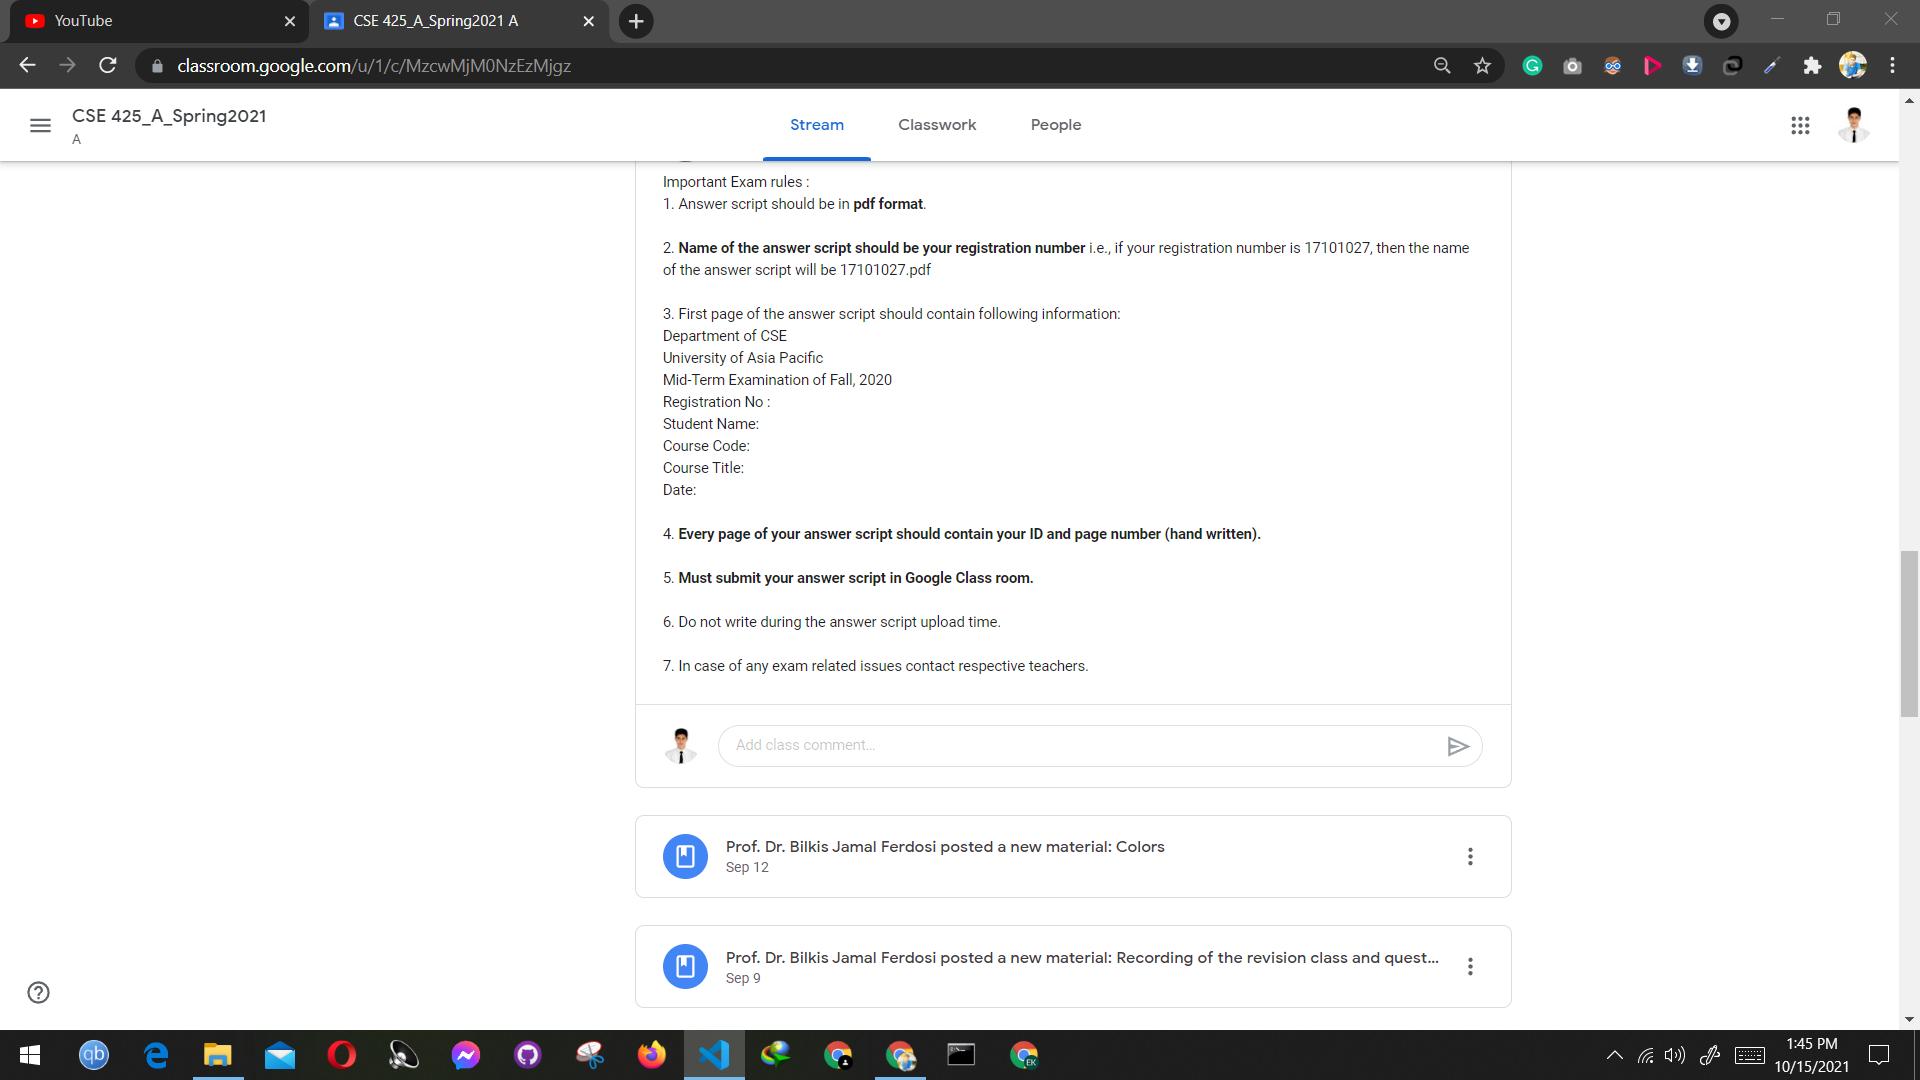 YouTube
CSE 425_A_Spring2021 A
classroom.google.com/u/1/c/MzcwMjM0NzEzMjgz
CSE 425_A_Spring2021
A
Stream
Classwork
People
Important Exam rules :
1. Answer script should be in pdf format.
2. Name of the answer script should be your registration number i.e., if your registration number is 17101027, then the name
of the answer script will be 17101027.pdf
3. First page of the answer script should contain following information:
Department of CSE
University of Asia Pacific
Mid-Term Examination of Fall, 2020
Registration No :
Student Name:
Course Code:
Course Title:
Date:
4. Every page of your answer script should contain your ID and page number (hand written).
5. Must submit your answer script in Google Class room.
6. Do not write during the answer script upload time.
7. In case of any exam related issues contact respective teachers.
Add class comment...
Prof. Dr. Bilkis Jamal Ferdosi posted a new material: Colors
Sep 12
Prof. Dr. Bilkis Jamal Ferdosi posted a new material: Recording of the revision class and quest...
Sep 9
qb
EK
1:45 PM
10/15/2021